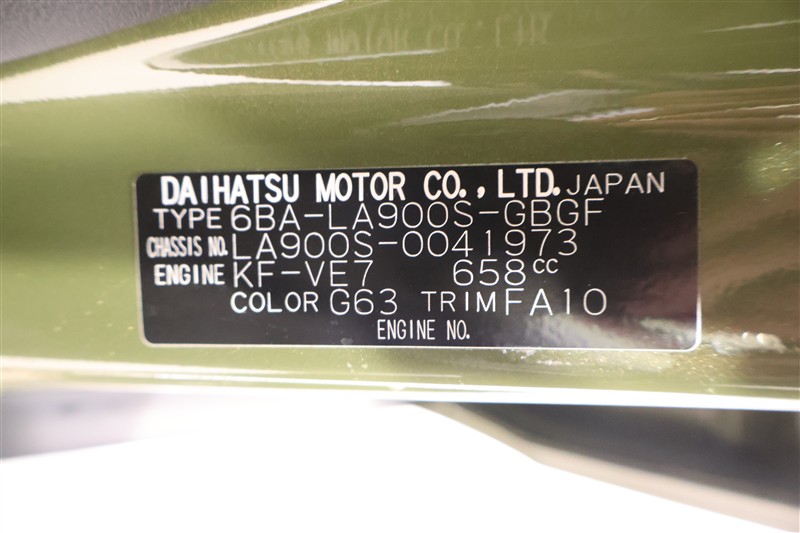 DAIHATSU MOTOR CO., LTD. JAPAN
TYPE 6BA-LA900S-GBGF
CHASSIS NO. LA900S-0041973
ENGINE KF-VE7 658cc
COLOR G63 TRIM FA10
ENGINE NO.